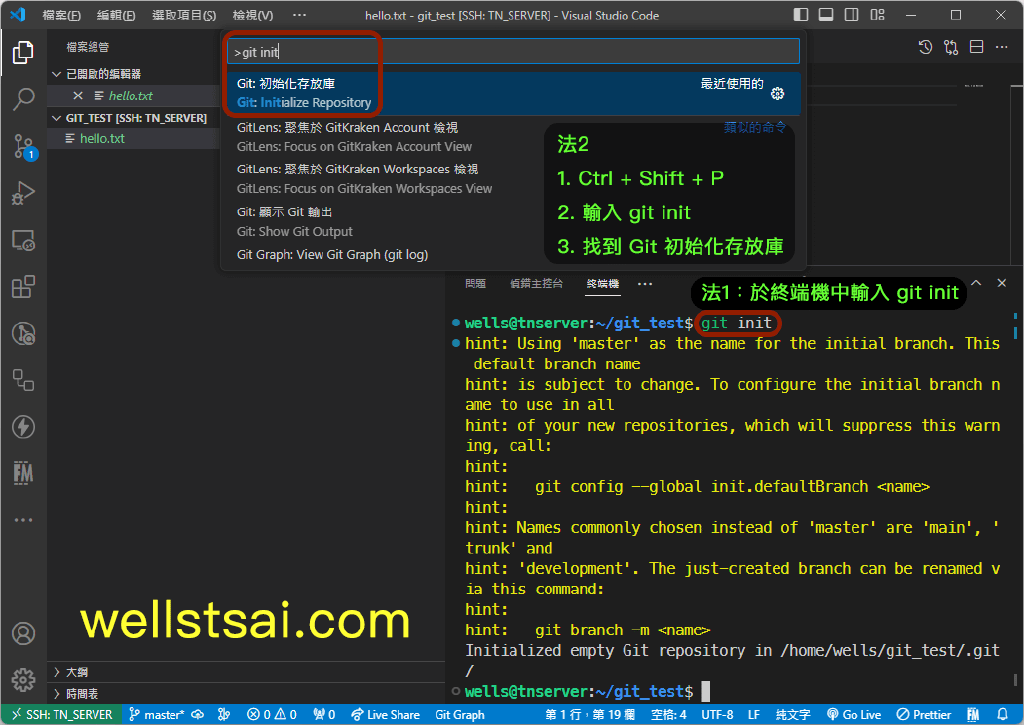 檔案(F) 編輯(E) 選取項目(S) 檢視(V) ··· hello.txt - git_test [SSH: TN_SERVER] - Visual Studio Code
檔案總管
已開啟的編輯器
hello.txt
GIT_TEST [SSH: TN_SERVER]
hello.txt
>git init
Git: 初始化存放庫 最近使用的
Git: Initialize Repository
GitLens: 聚焦於 GitKraken Account 檢視 類似的命令
GitLens: Focus on GitKraken Account View
GitLens: 聚焦於 GitKraken Workspaces 檢視
GitLens: Focus on GitKraken Workspaces View
Git: 顯示 Git 輸出
Git: Show Git Output
Git Graph: View Git Graph (git log)
法2
1. Ctrl + Shift + P
2. 輸入 git init
3. 找到 Git 初始化存放庫
1
FM
問題 偵錯主控台 終端機 ···
法1：於終端機中輸入 git init
wells@tnserver:~/git_test$ git init
hint: Using 'master' as the name for the initial branch. This
default branch name
hint: is subject to change. To configure the initial branch n
ame to use in all
hint: of your new repositories, which will suppress this warn
ing, call:
hint:
hint:   git config --global init.defaultBranch <name>
hint:
hint: Names commonly chosen instead of 'master' are 'main', '
trunk' and
hint: 'development'. The just-created branch can be renamed v
ia this command:
hint:
hint:   git branch -m <name>
Initialized empty Git repository in /home/wells/git_test/.git
/
wells@tnserver:~/git_test$
wellstsai.com
大綱
時間表
SSH: TN_SERVER master* 0 0 0 Live Share Git Graph 第 1 行，第 19 欄 空格: 4 UTF-8 LF 純文字 Go Live Prettier FM